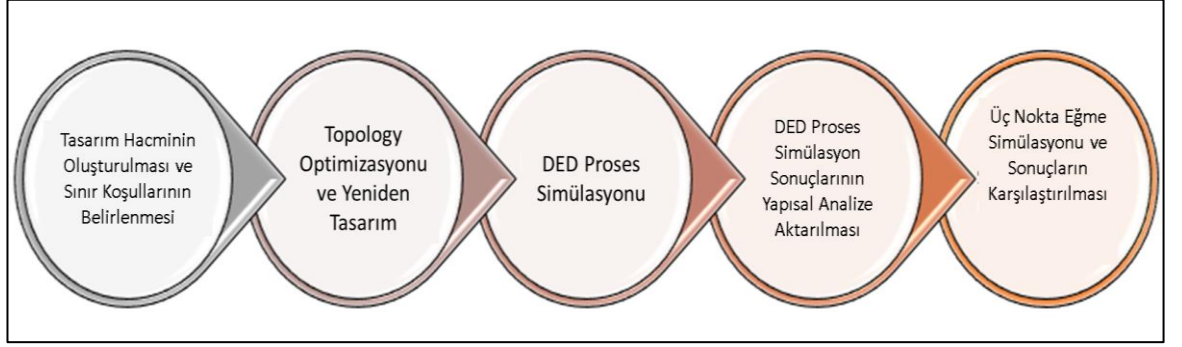 Tasarım Hacminin
Oluşturulması ve
Sınır Koşullarının
Belirlenmesi
Topology
Optimizasyonu
ve Yeniden
Tasarım
DED Proses
Simülasyonu
DED Proses
Simülasyon
Sonuçlarının
Yapısal Analize
Aktarılması
Üç Nokta Eğme
Simülasyonu ve
Sonuçların
Karşılaştırılması